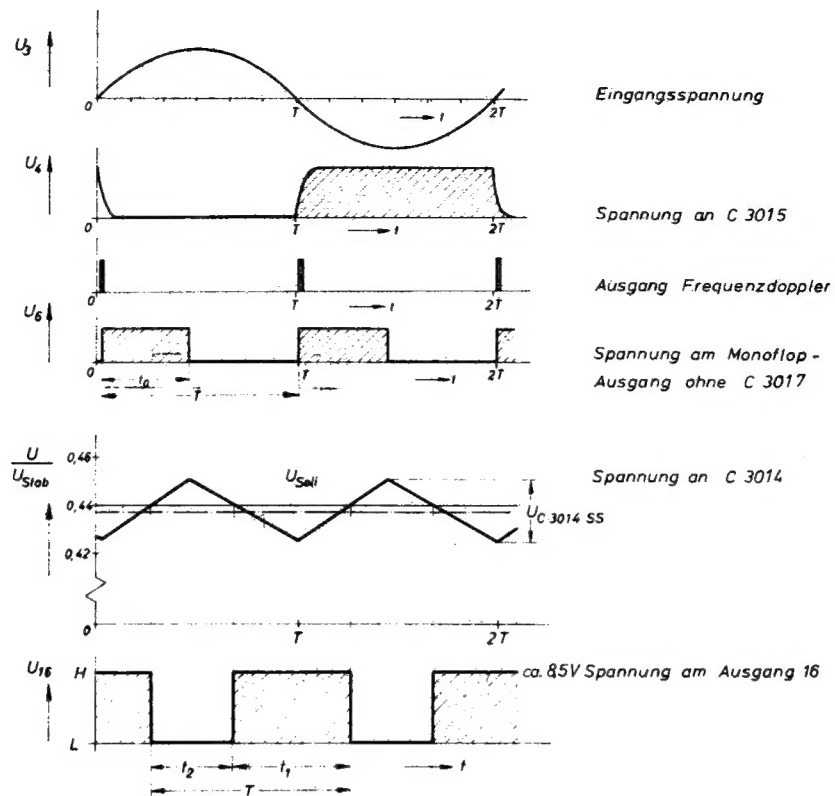 U3
0
T
t
2T
Eingangsspannung
U4
0
T
t
2T
Spannung an C 3015
0
T
t
2T
Ausgang Frequenzdoppler
U6
0
T
t
2T
ta
T
Spannung am Monoflop-
Ausgang ohne C 3017
U
UStab
0,46
0,44
0,42
0
USoll
UC 3014 SS
T
2T
Spannung an C 3014
U16
H
L
ca. 8,5V Spannung am Ausgang 16
t2
t1
t
T